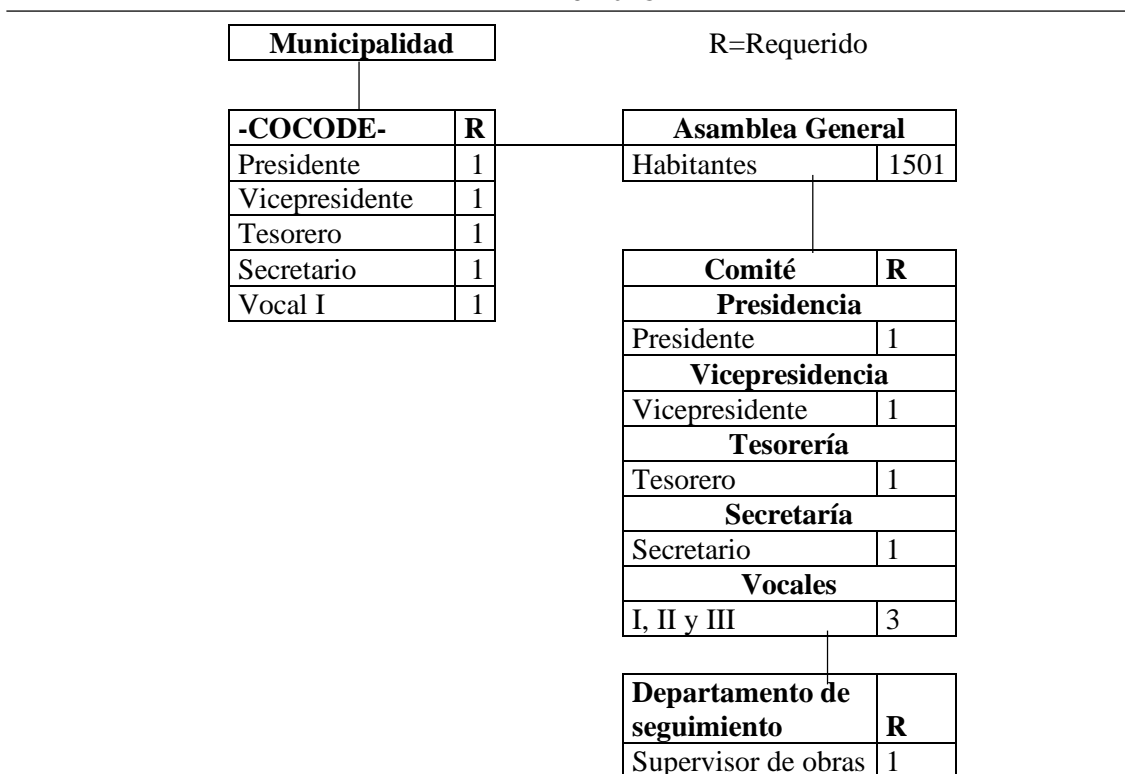 Municipalidad
R=Requerido
-COCODE- R
Presidente 1
Vicepresidente 1
Tesorero 1
Secretario 1
Vocal I 1
Asamblea General
Habitantes 1501
Comité R
Presidencia
Presidente 1
Vicepresidencia
Vicepresidente 1
Tesorería
Tesorero 1
Secretaría
Secretario 1
Vocales
I, II y III 3
Departamento de
seguimiento R
Supervisor de obras 1